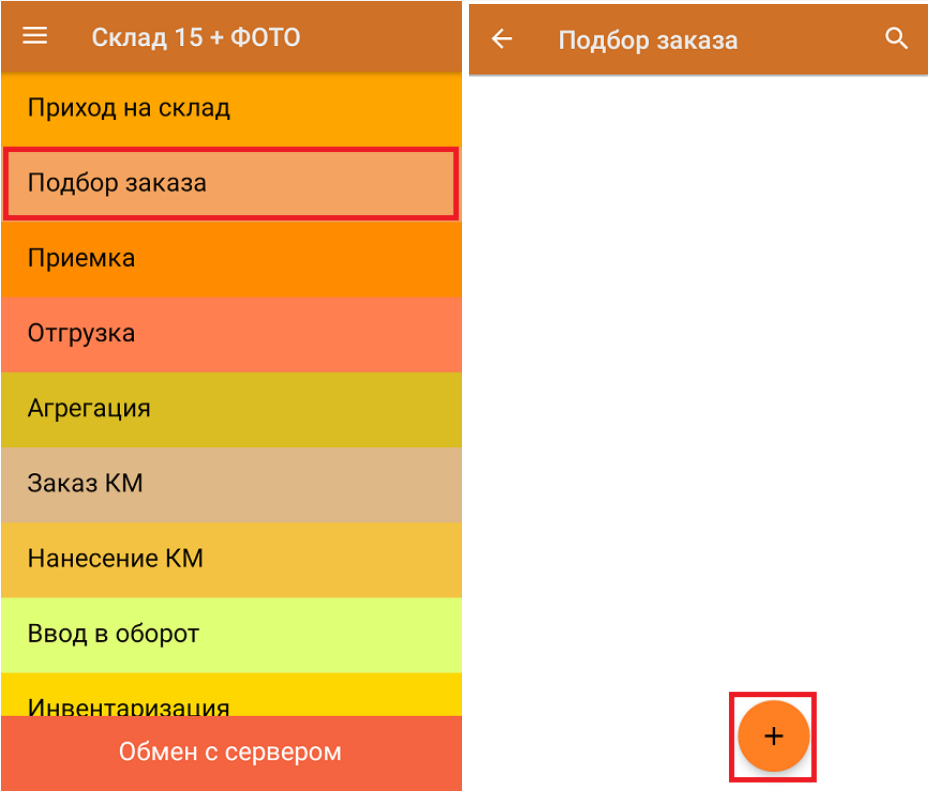 Склад 15 + ФОТО
Приход на склад
Подбор заказа
Приемка
Отгрузка
Агрегация
Заказ КМ
Нанесение КМ
Ввод в оборот
Инвентаризация
Обмен с сервером
Подбор заказа
+